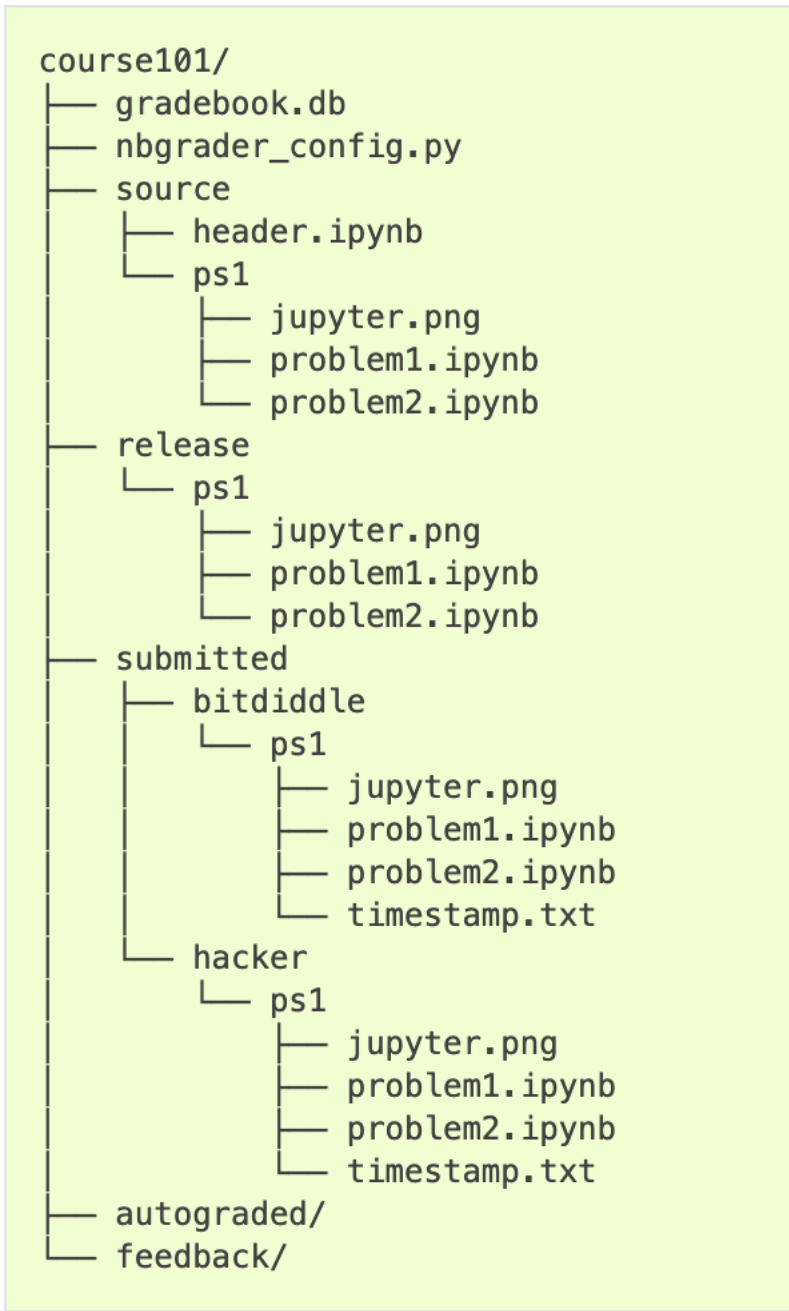 course101/
├── gradebook.db
├── nbgrader_config.py
├── source
│   ├── header.ipynb
│   └── ps1
│       ├── jupyter.png
│       ├── problem1.ipynb
│       └── problem2.ipynb
├── release
│   └── ps1
│       ├── jupyter.png
│       ├── problem1.ipynb
│       └── problem2.ipynb
├── submitted
│   ├── bitdiddle
│   │   └── ps1
│   │       ├── jupyter.png
│   │       ├── problem1.ipynb
│   │       ├── problem2.ipynb
│   │       └── timestamp.txt
│   └── hacker
│       └── ps1
│           ├── jupyter.png
│           ├── problem1.ipynb
│           ├── problem2.ipynb
│           └── timestamp.txt
├── autograded/
└── feedback/